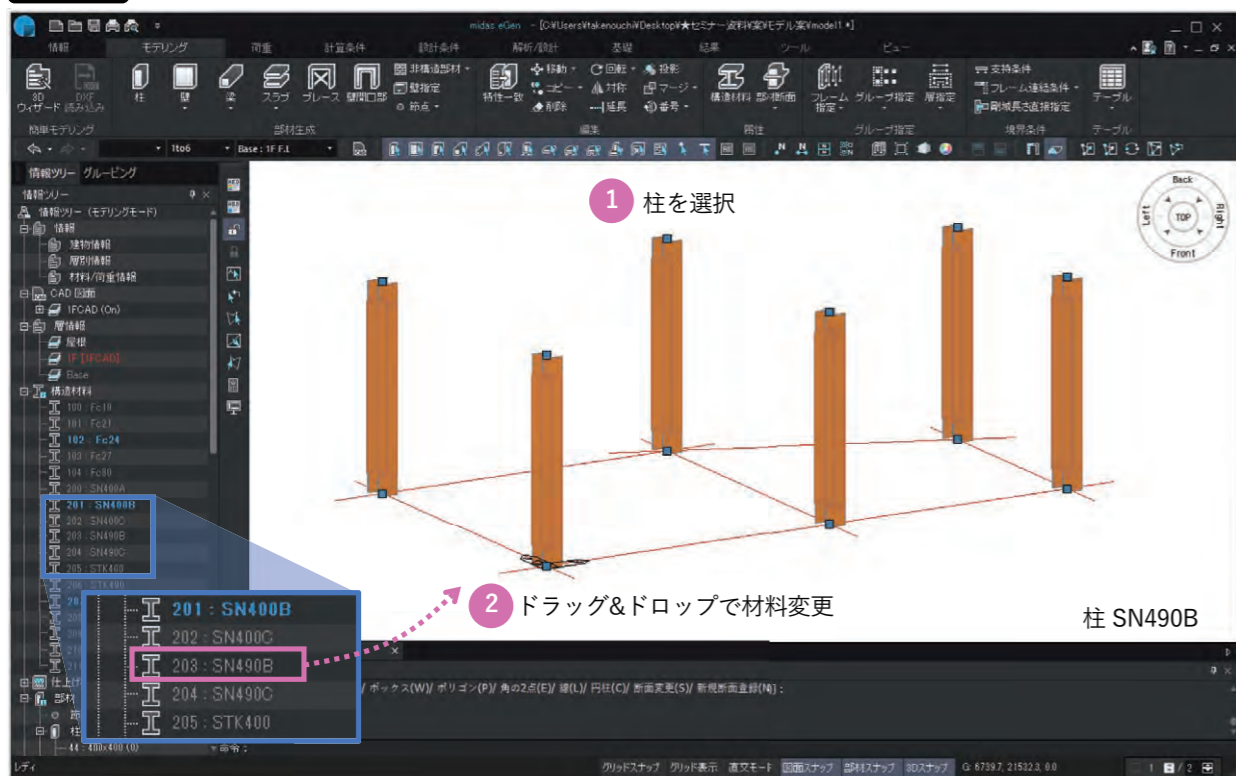 midas eGen - [C:¥Users¥takenouchi¥Desktop¥★セミナー資料¥案¥モデル案¥model1 *]
情報 モデリング 荷重 計算条件 設計条件 解析/設計 基礎 結果 ツール ビュー
3Dウィザード
DXF読み込み
柱 壁 梁 スラブ ブレース 壁開口部
非構造部材
壁指定
節点
特性一致
移動 回転 投影
コピー 対称 マージ
削除 延長 番号
構造材料 部材断面
フレーム指定 グループ指定 層指定
支持条件
フレーム連結条件
剛域長さ直接指定
テーブル
簡単モデリング 部材生成 編集 属性 グループ指定 境界条件 テーブル
1to6 Base : 1F F.L
情報ツリー グルーピング
情報ツリー
情報ツリー (モデリングモード)
情報
建物情報
層別情報
材料/荷重情報
CAD 図面
1FCAD (On)
層情報
屋根
1F [1FCAD]
Base
構造材料
100 : Fc18
101 : Fc21
102 : Fc24
103 : Fc27
104 : Fc60
200 : SN400A
201 : SN400B
202 : SN400C
203 : SN490B
204 : SN490C
205 : STK400
206 : STK490
201 : SN400B
202 : SN400C
203 : SN490B
204 : SN490C
205 : STK400
44 : 400x400 (0)
1 柱を選択
Back
Left TOP Right
Front
2 ドラッグ&ドロップで材料変更
柱 SN490B
/ ボックス(W)/ ポリゴン(P)/ 角の2点(E)/ 線(L)/ 円柱(C)/ 断面変更(S)/ 新規断面登録(N)] :
命令 :
レディ
グリッドスナップ グリッド表示 直交モード 図面スナップ 部材スナップ 3Dスナップ G: 6739.7, 21532.3, 0.0
1 / 2